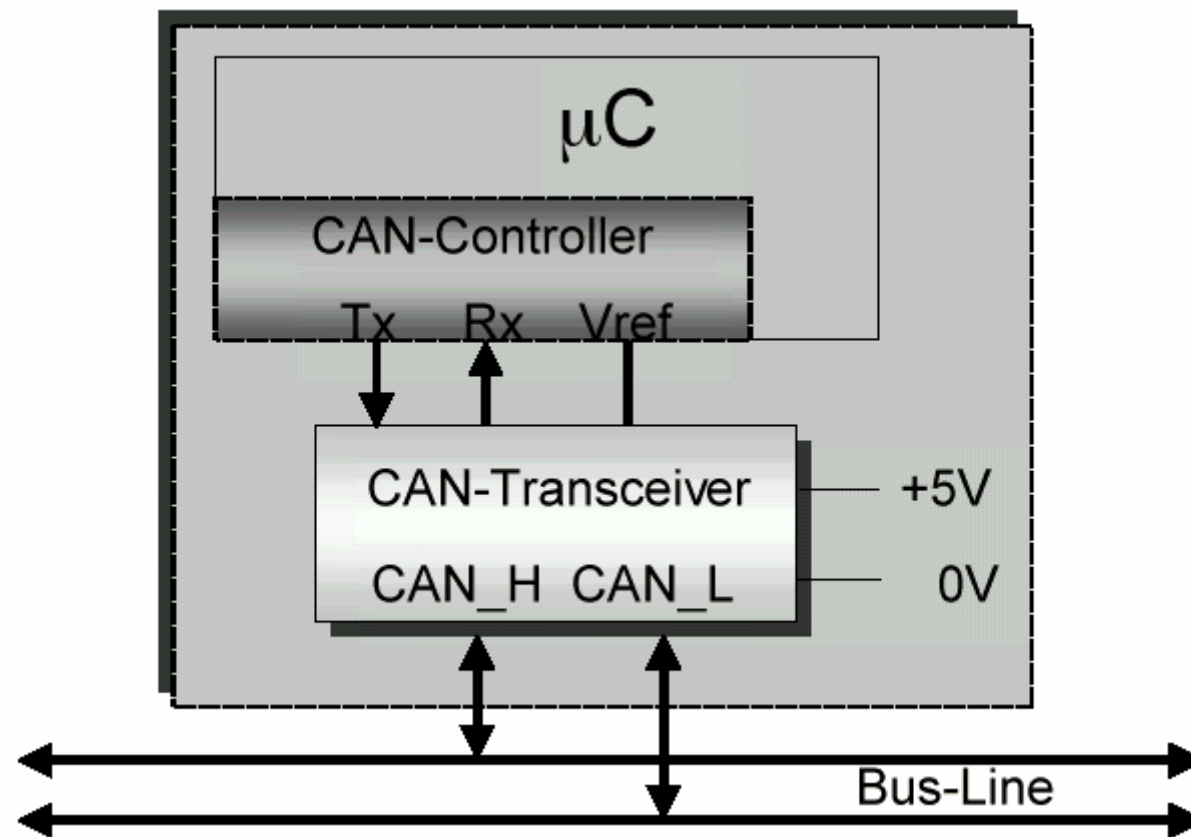 μC
CAN-Controller
Tx Rx Vref
CAN-Transceiver
+5V
CAN_H CAN_L
0V
Bus-Line